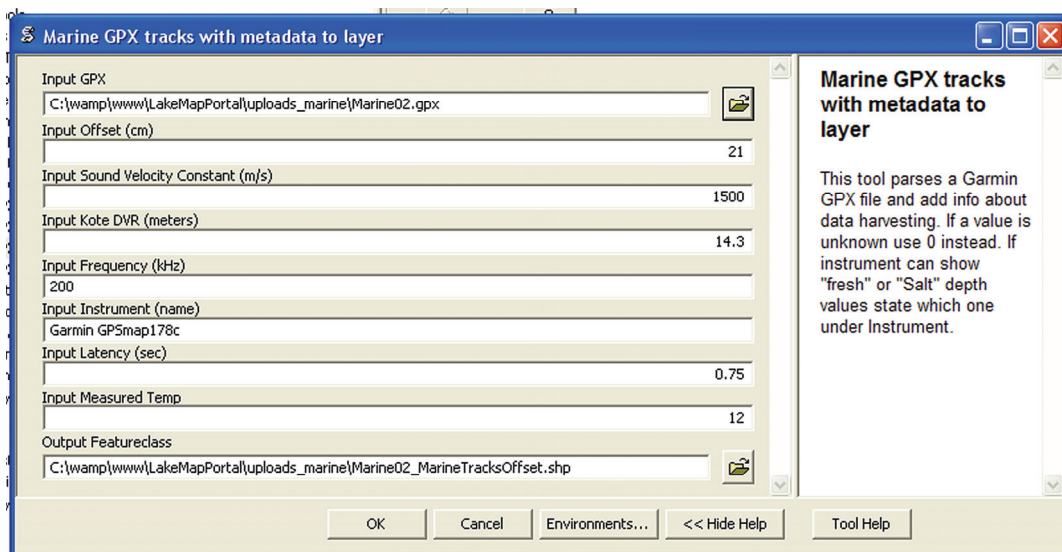 Marine GPX tracks with metadata to layer
Input GPX
C:\wamp\www\LakeMapPortal\uploads_marine\Marine02.gpx
Input Offset (cm)
21
Input Sound Velocity Constant (m/s)
1500
Input Kote DVR (meters)
14.3
Input Frequency (kHz)
200
Input Instrument (name)
Garmin GPSmap178c
Input Latency (sec)
0.75
Input Measured Temp
12
Output Featureclass
C:\wamp\www\LakeMapPortal\uploads_marine\Marine02_MarineTracksOffset.shp
OK
Cancel
Environments...
<< Hide Help
Tool Help
Marine GPX tracks
with metadata to
layer
This tool parses a Garmin
GPX file and add info about
data harvesting. If a value is
unknown use 0 instead. If
instrument can show
"fresh" or "Salt" depth
values state which one
under Instrument.